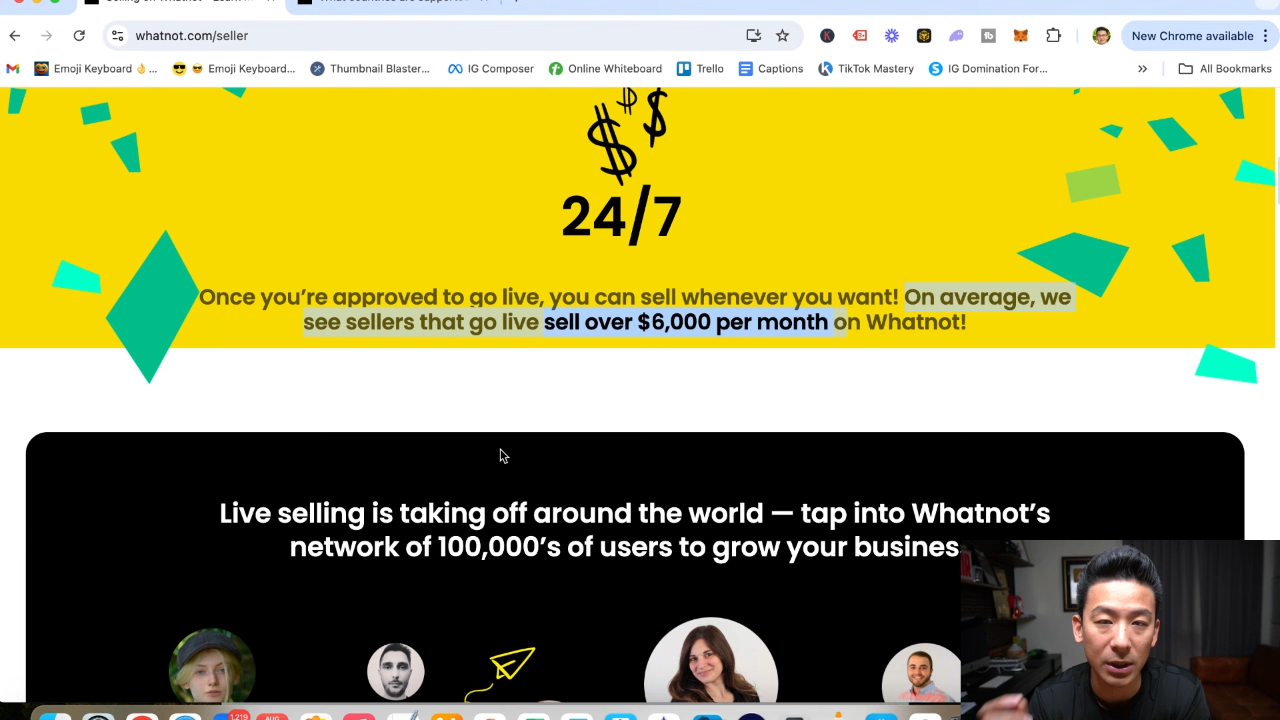 whatnot.com/seller
New Chrome available
Emoji Keyboard
Emoji Keyboard...
Thumbnail Blaster...
IG Composer
Online Whiteboard
Trello
Captions
TikTok Mastery
IG Domination For...
»
All Bookmarks
$ $
$
24/7
Once you’re approved to go live, you can sell whenever you want! On average, we
see sellers that go live sell over $6,000 per month on Whatnot!
Live selling is taking off around the world — tap into Whatnot’s
network of 100,000’s of users to grow your busines
1,219
AUG